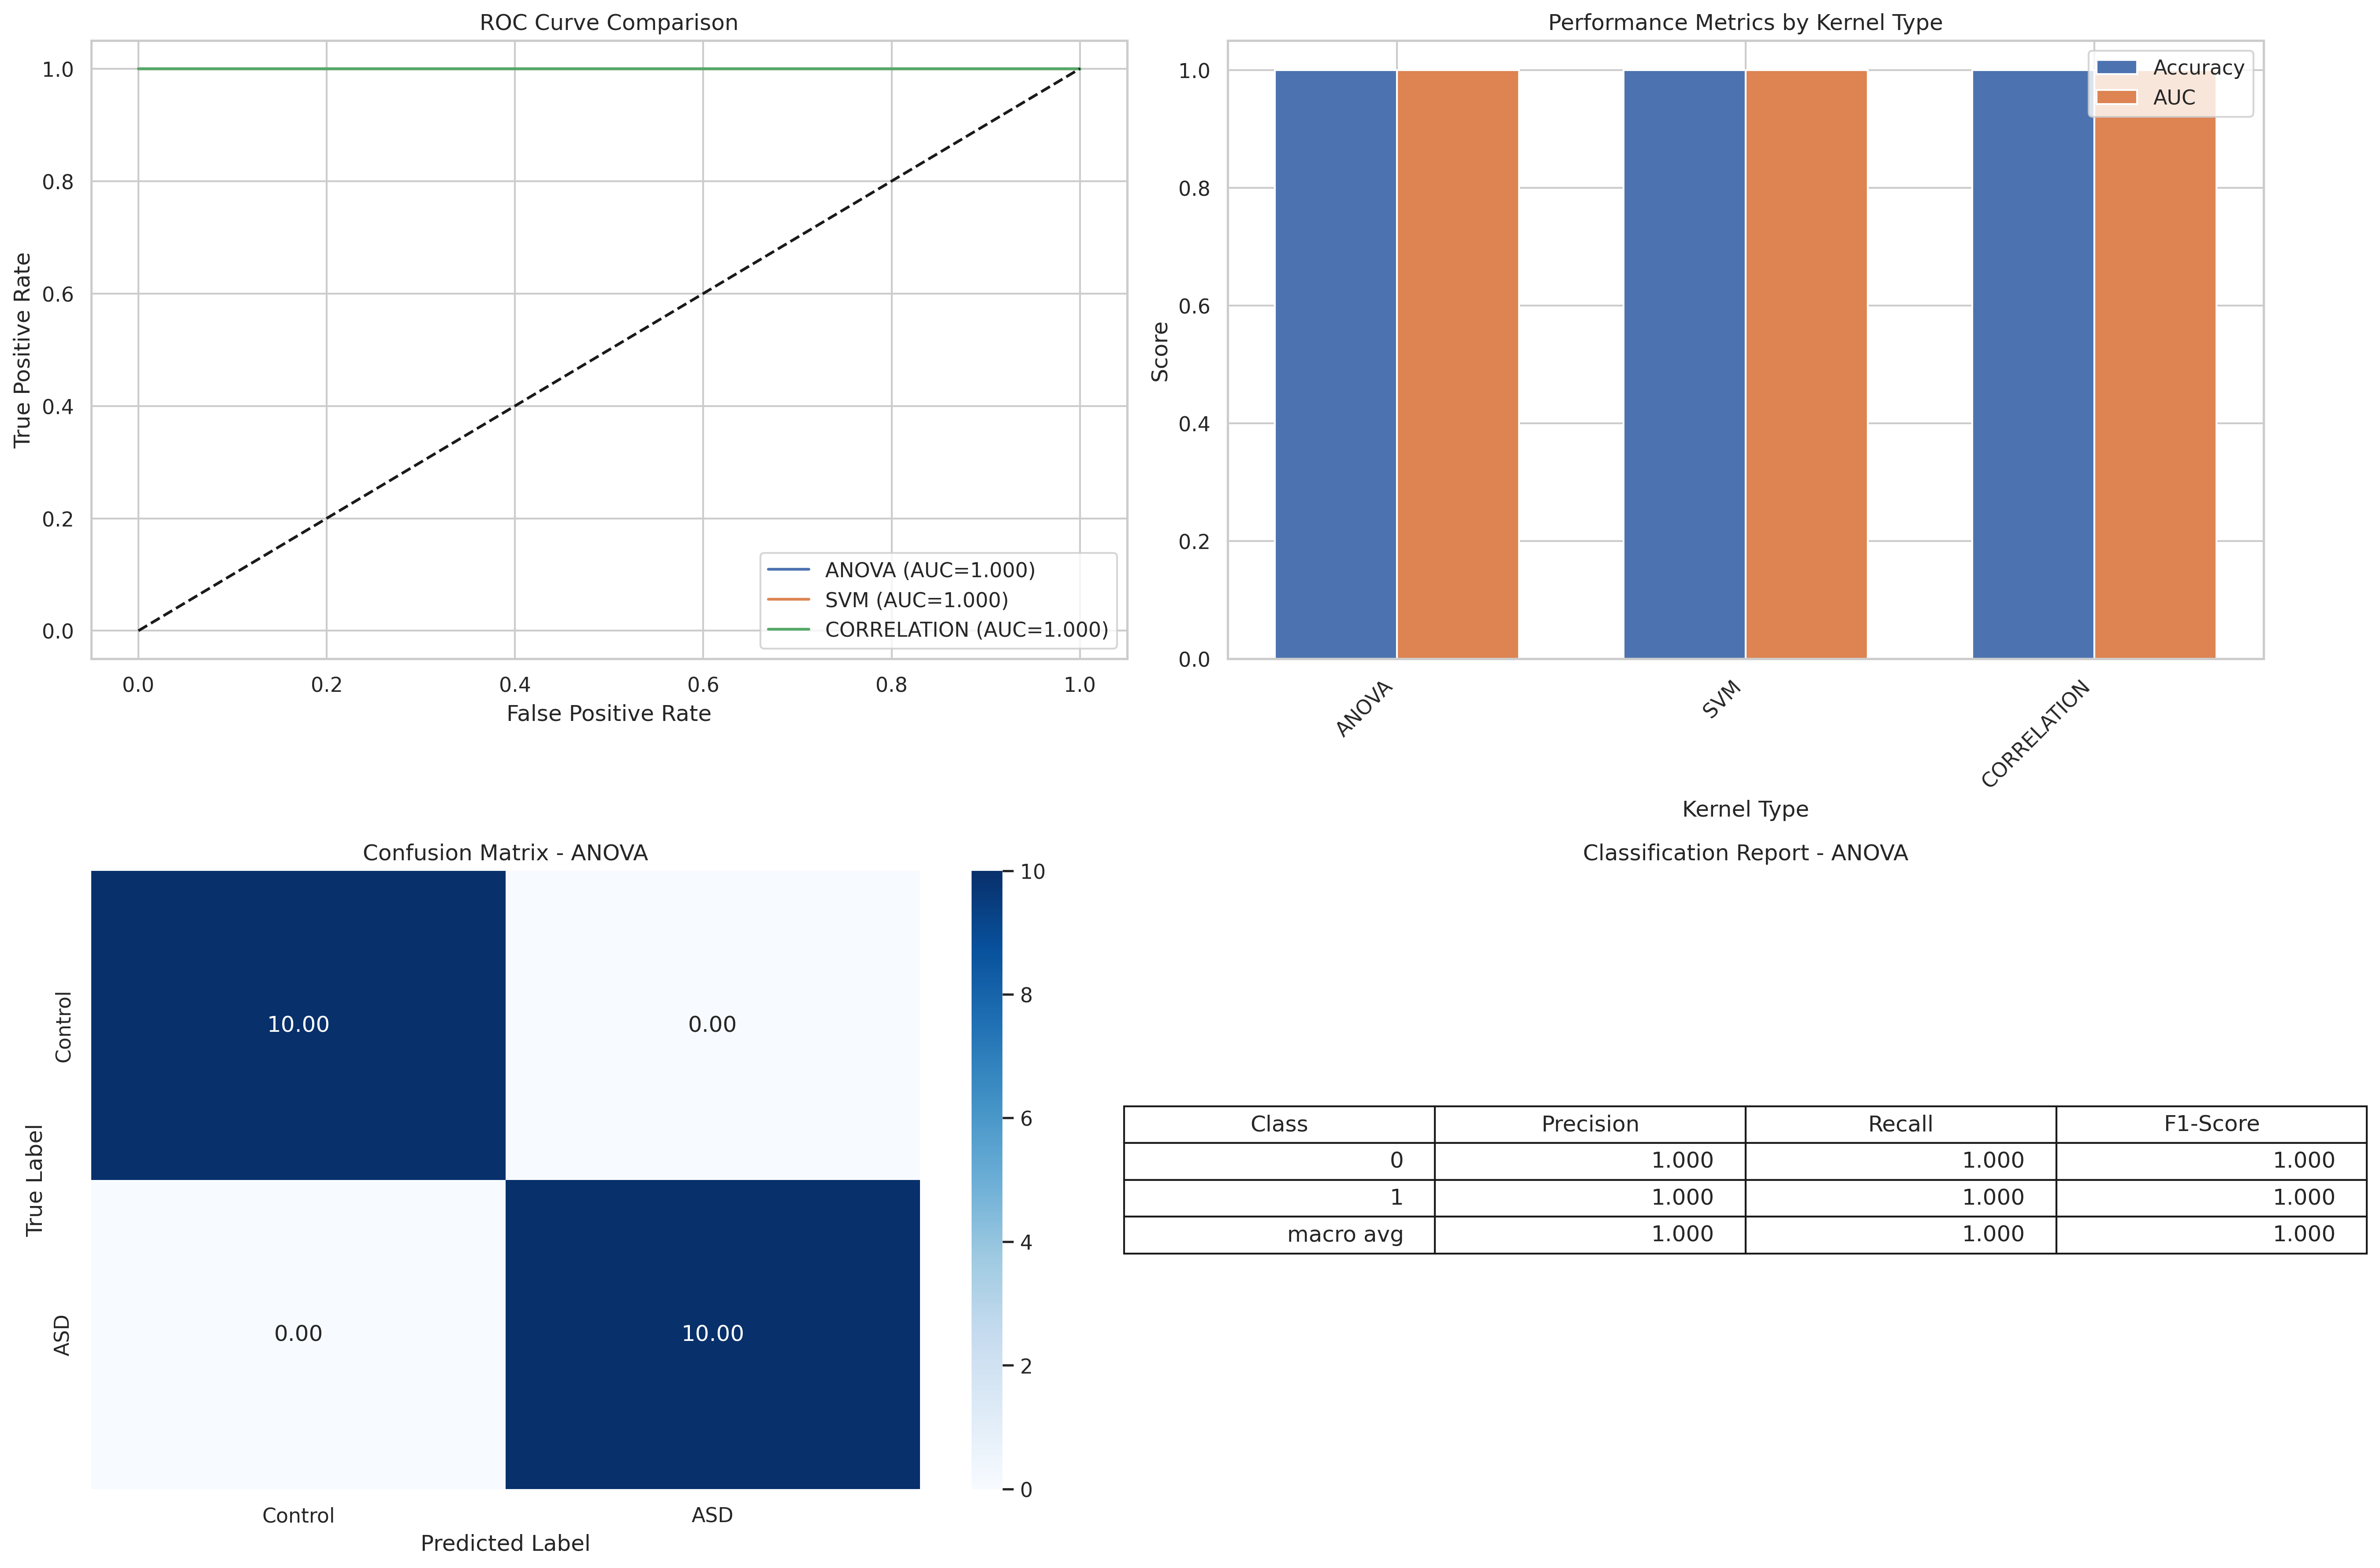 ROC Curve Comparison
1.0
0.8
0.6
0.4
0.2
0.0
True Positive Rate
0.0 0.2 0.4 0.6 0.8 1.0
False Positive Rate
ANOVA (AUC=1.000)
SVM (AUC=1.000)
CORRELATION (AUC=1.000)
Performance Metrics by Kernel Type
1.0
0.8
0.6
0.4
0.2
0.0
Score
Accuracy
AUC
ANOVA
SVM
CORRELATION
Kernel Type
Confusion Matrix - ANOVA
True Label
Control
ASD
10.00 0.00
0.00 10.00
Control ASD
Predicted Label
10
8
6
4
2
0
Classification Report - ANOVA
Class Precision Recall F1-Score
0 1.000 1.000 1.000
1 1.000 1.000 1.000
macro avg 1.000 1.000 1.000